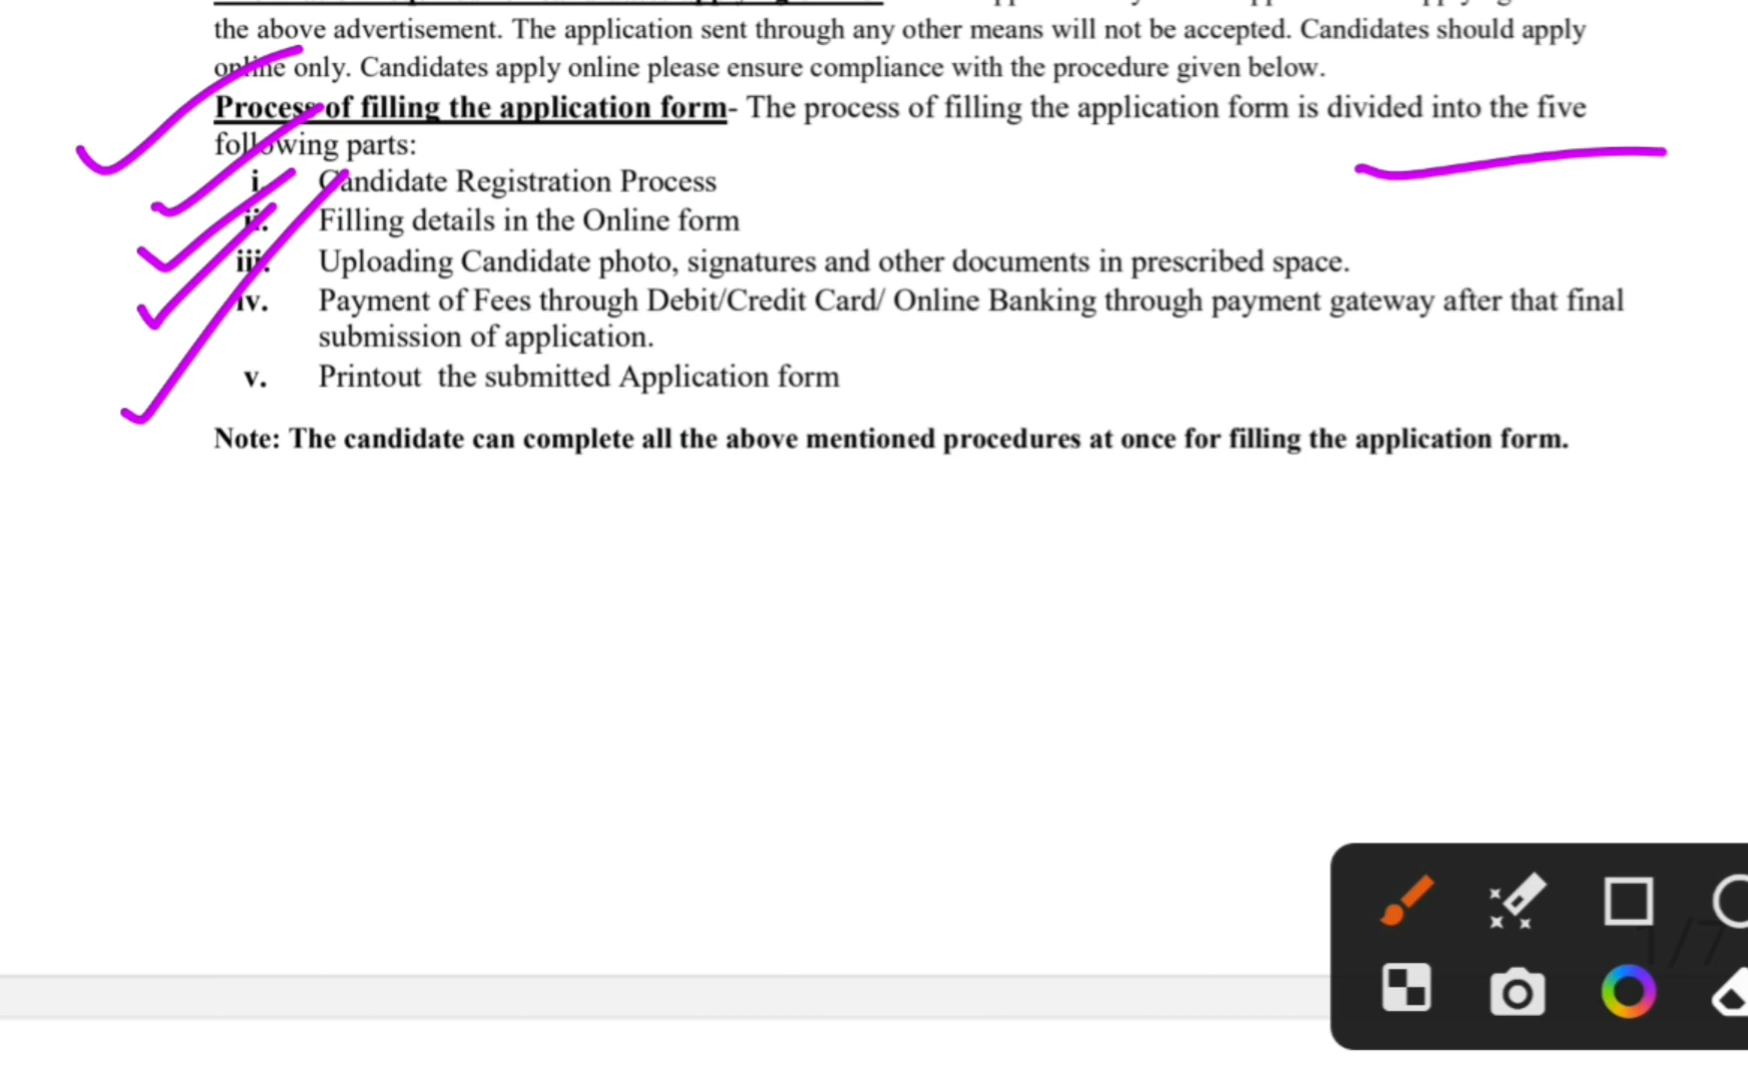 the above advertisement. The application sent through any other means will not be accepted. Candidates should apply
online only. Candidates apply online please ensure compliance with the procedure given below.
Process of filling the application form- The process of filling the application form is divided into the five
following parts:
i. Candidate Registration Process
ii. Filling details in the Online form
iii. Uploading Candidate photo, signatures and other documents in prescribed space.
iv. Payment of Fees through Debit/Credit Card/ Online Banking through payment gateway after that final
submission of application.
v. Printout the submitted Application form
Note: The candidate can complete all the above mentioned procedures at once for filling the application form.
1/7